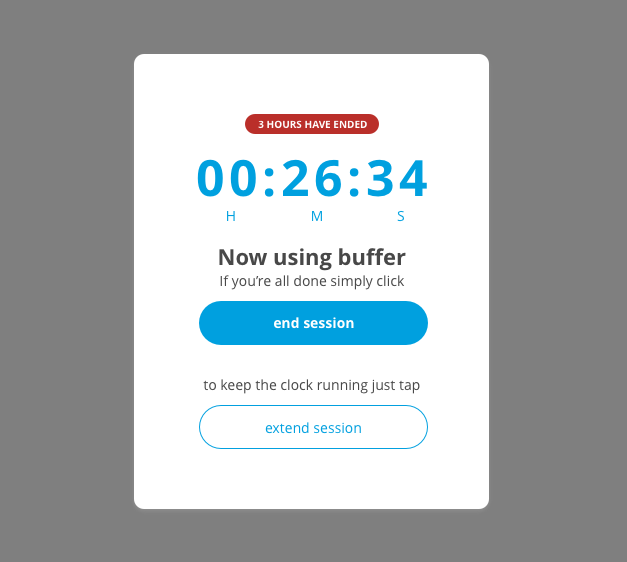 3 HOURS HAVE ENDED
00:26:34
H M S
Now using buffer
If you're all done simply click
end session
to keep the clock running just tap
extend session